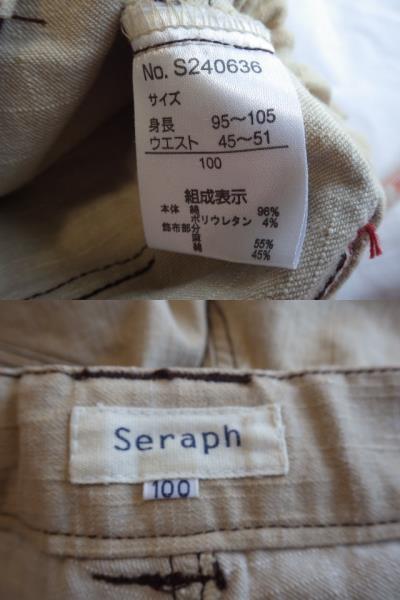 No. S240636
サイズ
身長 95～105
ウエスト 45～51
100
組成表示
本体 綿 96%
ポリウレタン 4%
飾布部分
麻 55%
綿 45%
Seraph
100